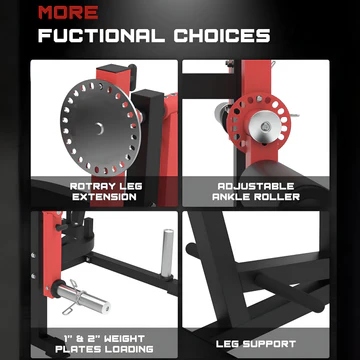 MORE
FUCTIONAL CHOICES
ROTRAY LEG
EXTENSION
ADJUSTABLE
ANKLE ROLLER
1" & 2" WEIGHT
PLATES LOADING
LEG SUPPORT